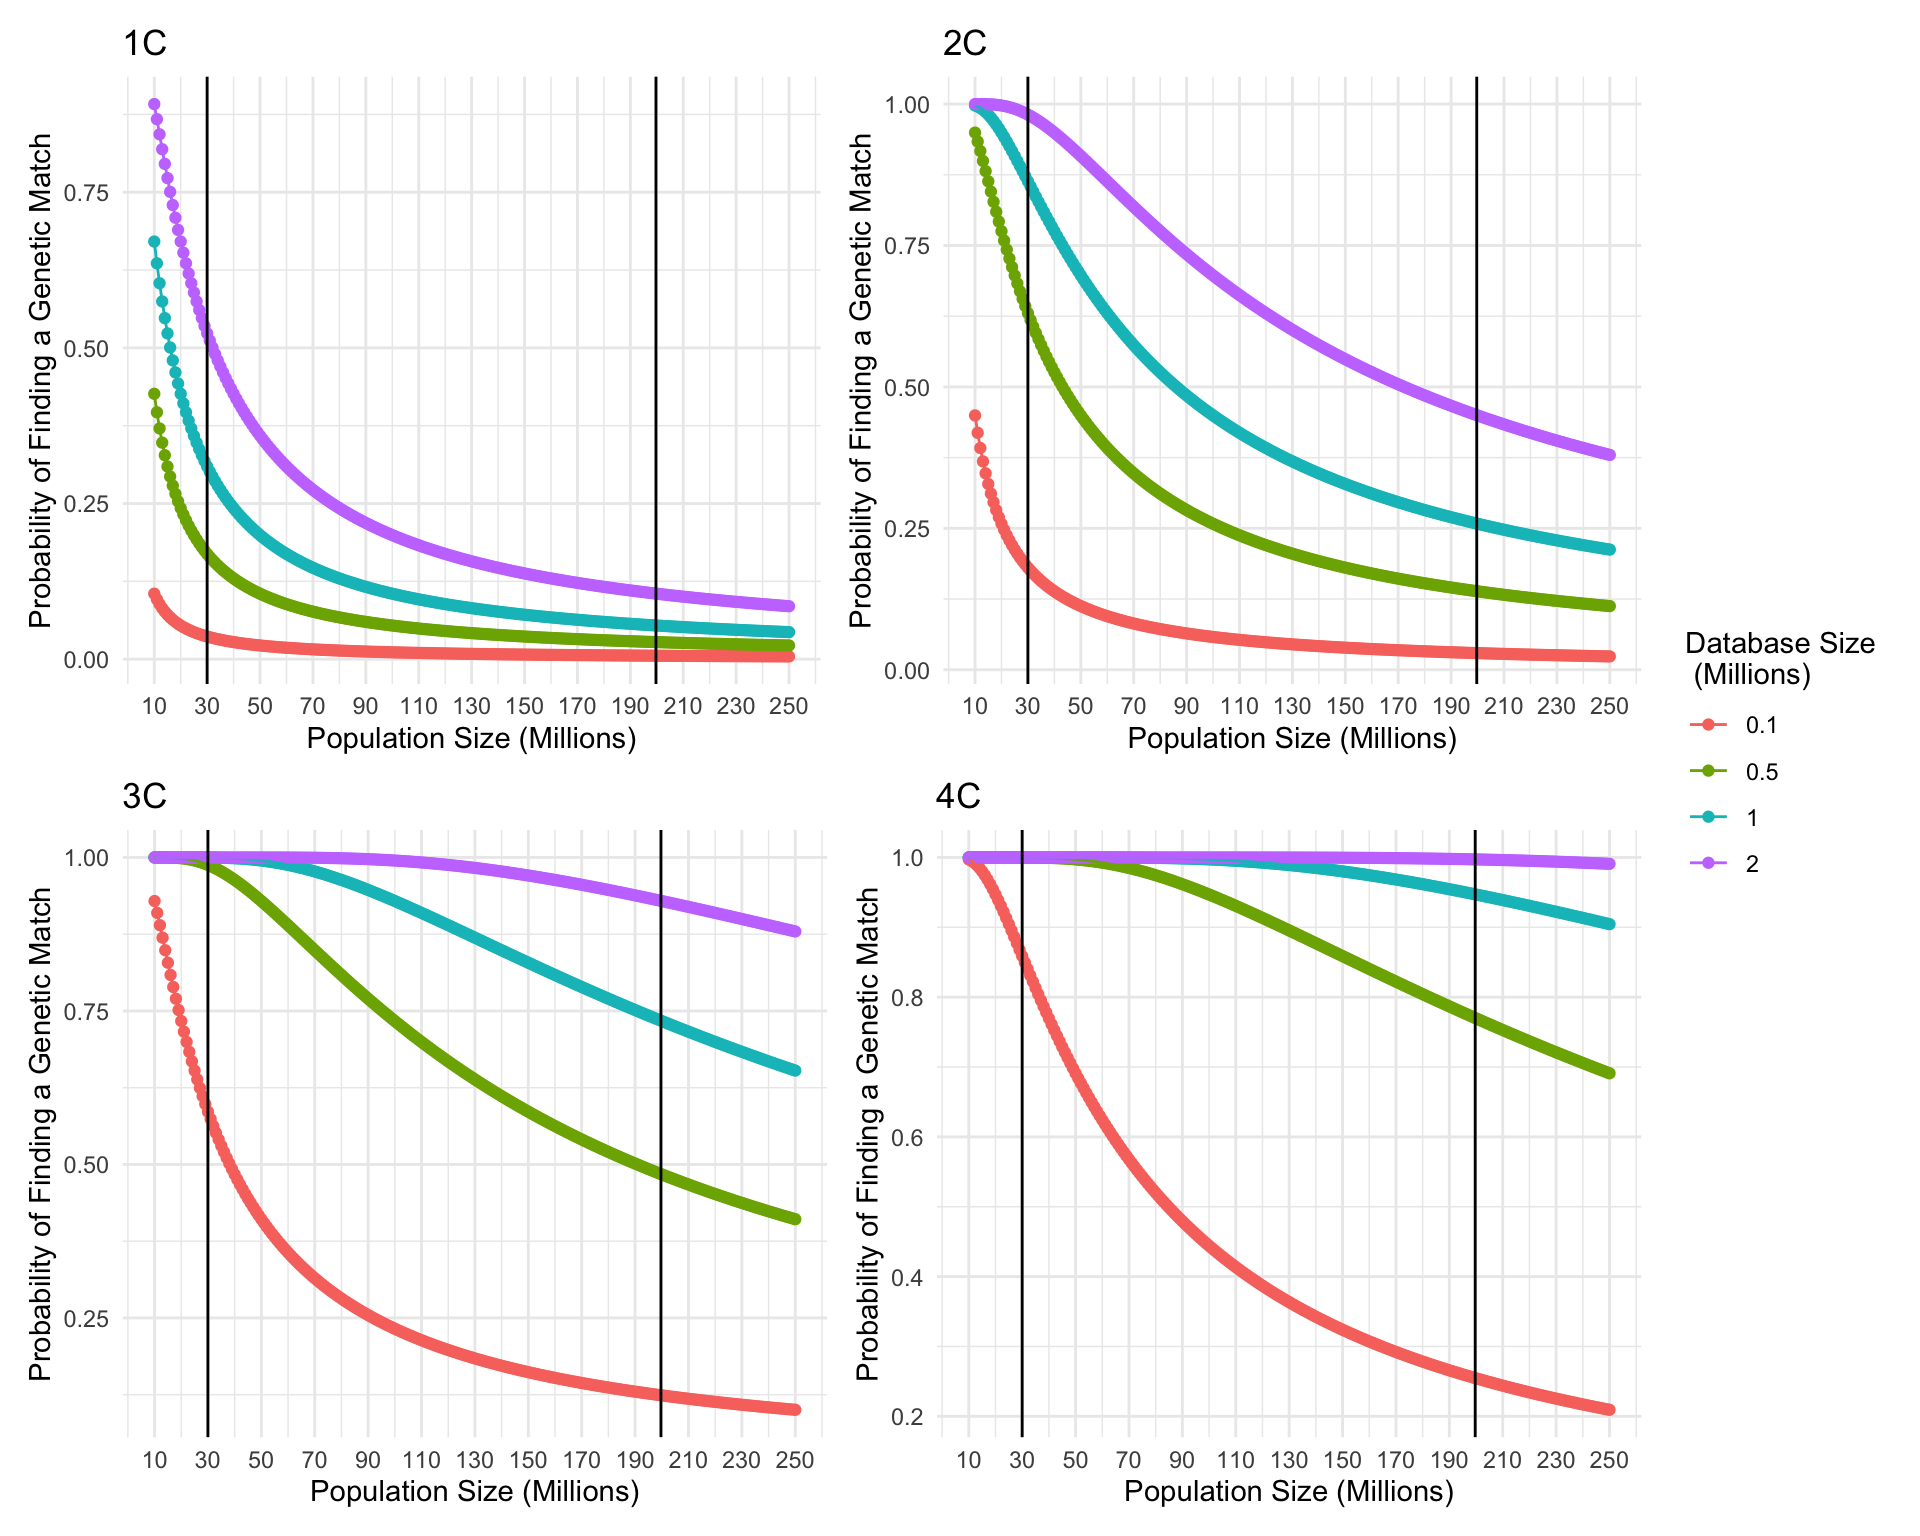 1C
Probability of Finding a Genetic Match
0.75
0.50
0.25
0.00
10 30 50 70 90 110 130 150 170 190 210 230 250
Population Size (Millions)
2C
Probability of Finding a Genetic Match
1.00
0.75
0.50
0.25
0.00
10 30 50 70 90 110 130 150 170 190 210 230 250
Population Size (Millions)
3C
Probability of Finding a Genetic Match
1.00
0.75
0.50
0.25
10 30 50 70 90 110 130 150 170 190 210 230 250
Population Size (Millions)
4C
Probability of Finding a Genetic Match
1.0
0.8
0.6
0.4
0.2
10 30 50 70 90 110 130 150 170 190 210 230 250
Population Size (Millions)
Database Size
(Millions)
0.1
0.5
1
2